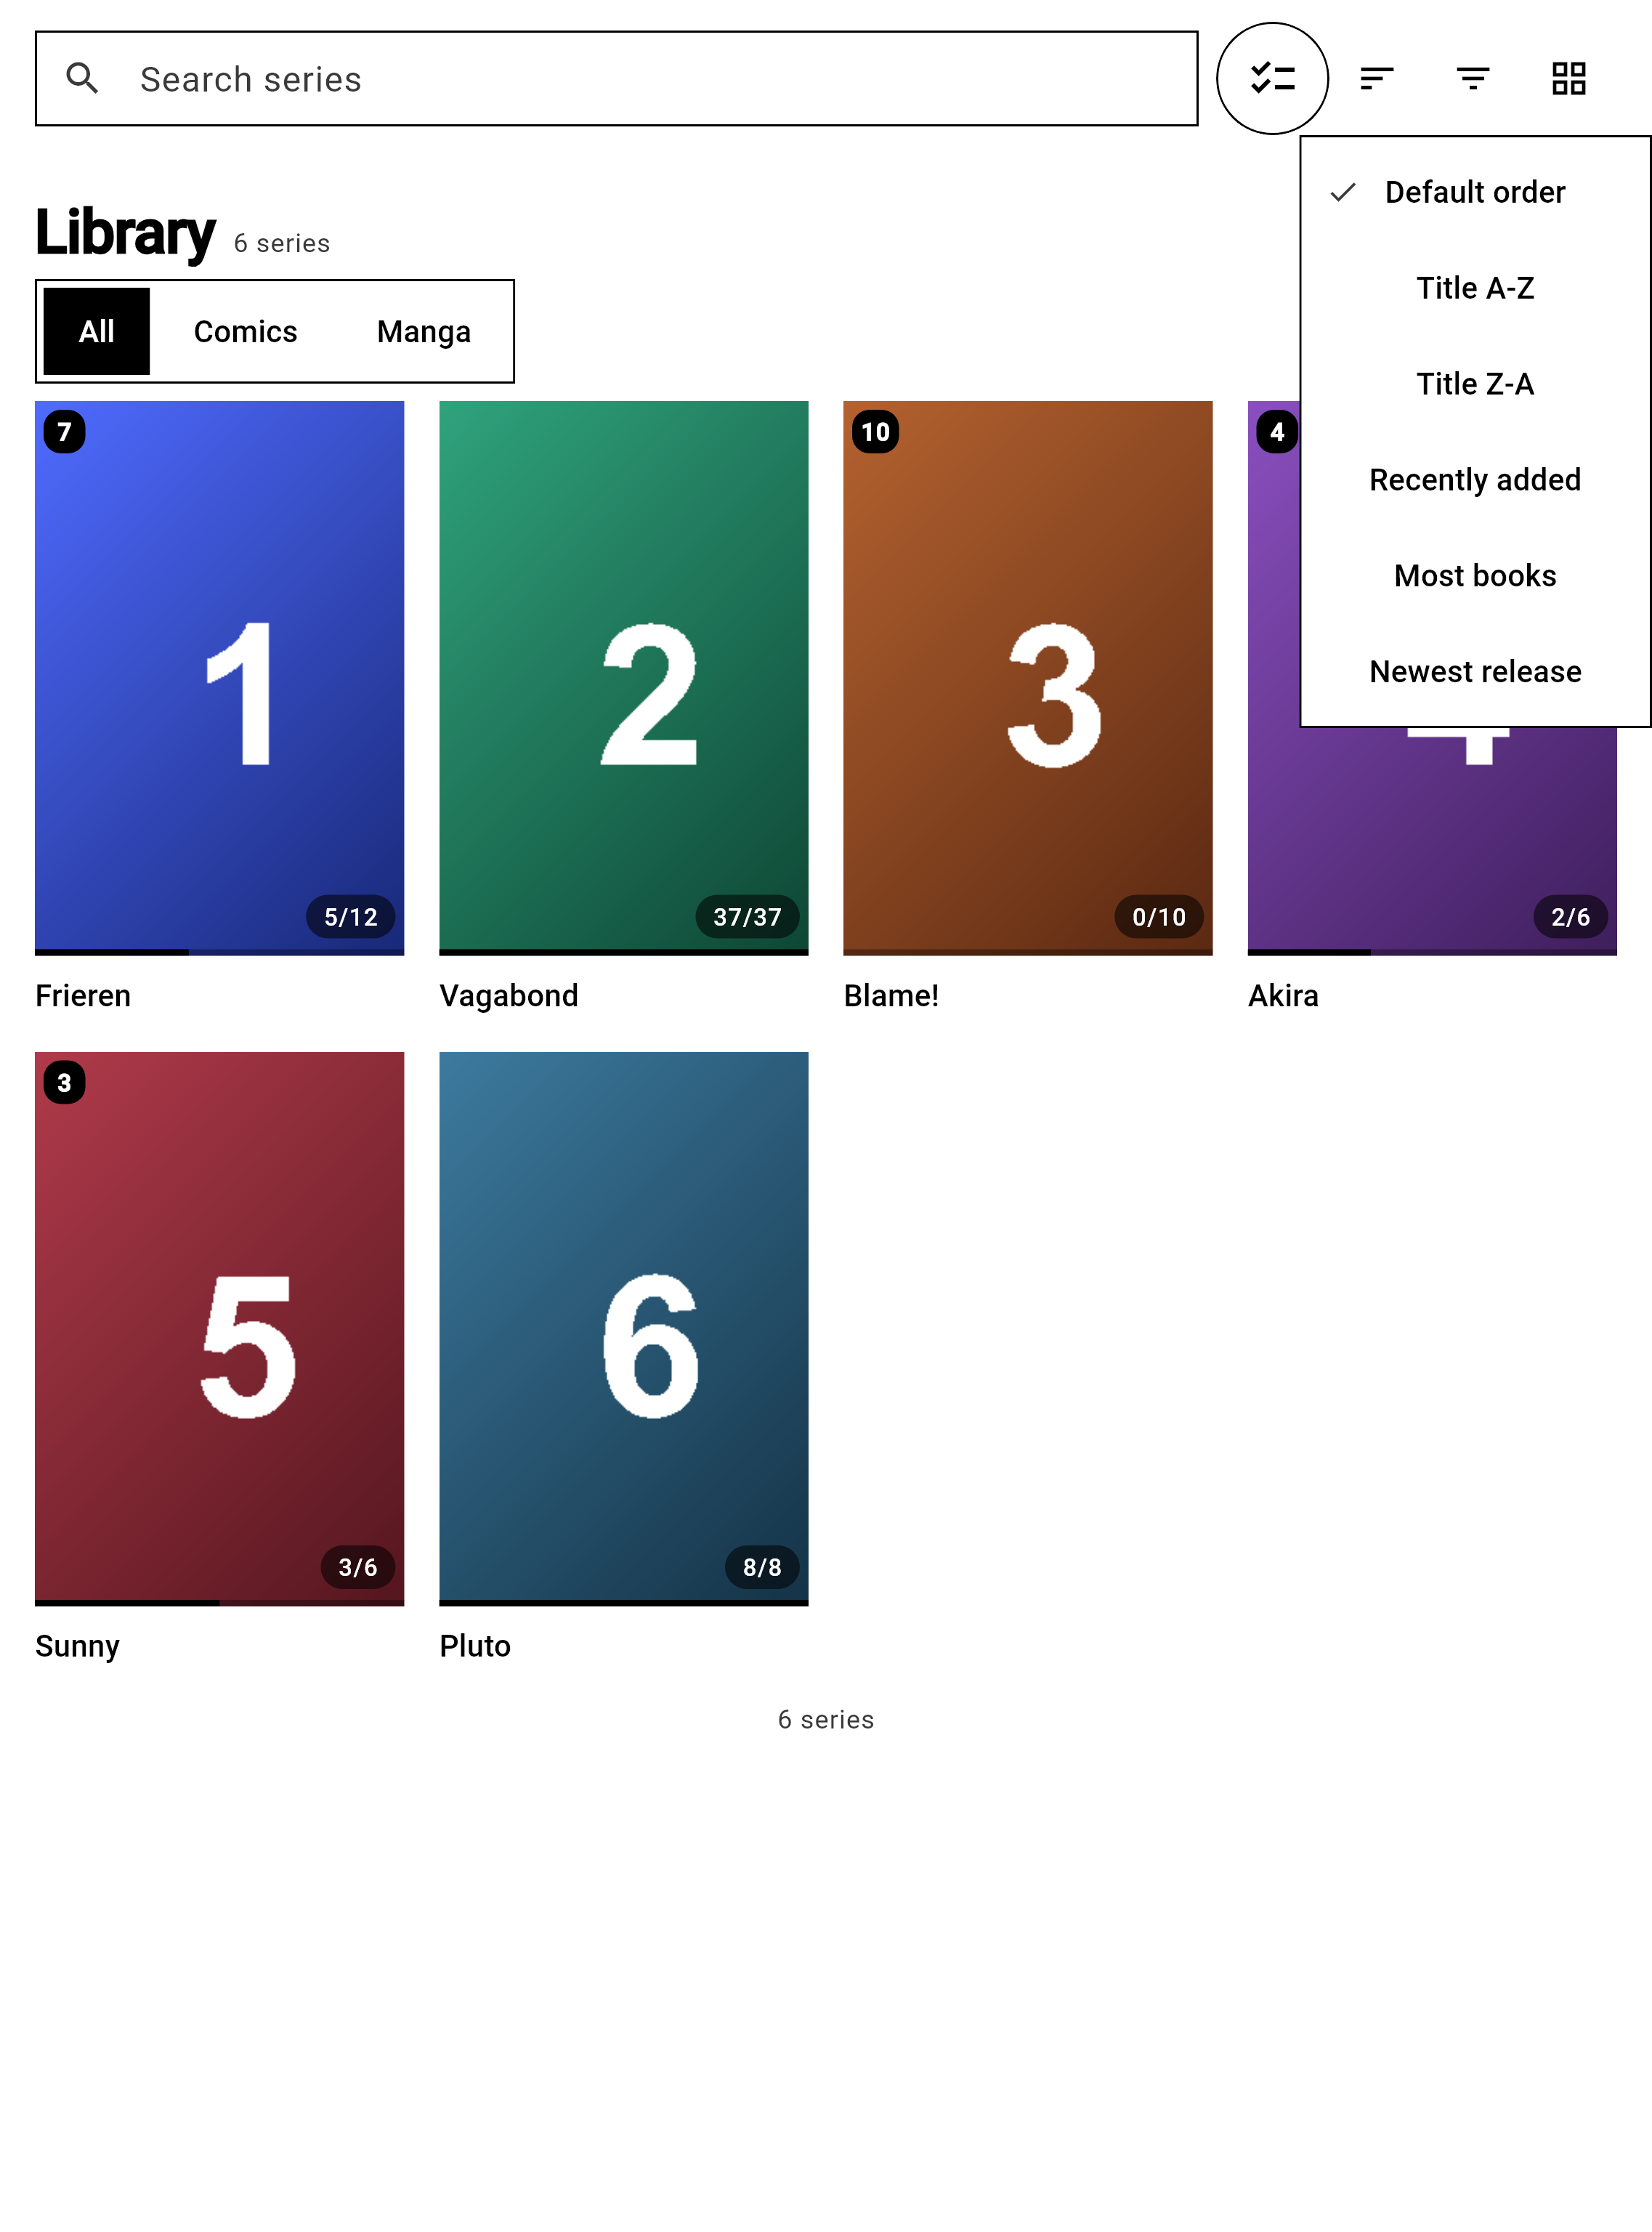 Search series
Default order
Title A-Z
Title Z-A
Recently added
Most books
Newest release
Library 6 series
All Comics Manga
7
1
5/12
Frieren
2
37/37
Vagabond
10
3
0/10
Blame!
4
2/6
Akira
3
5
3/6
Sunny
6
8/8
Pluto
6 series